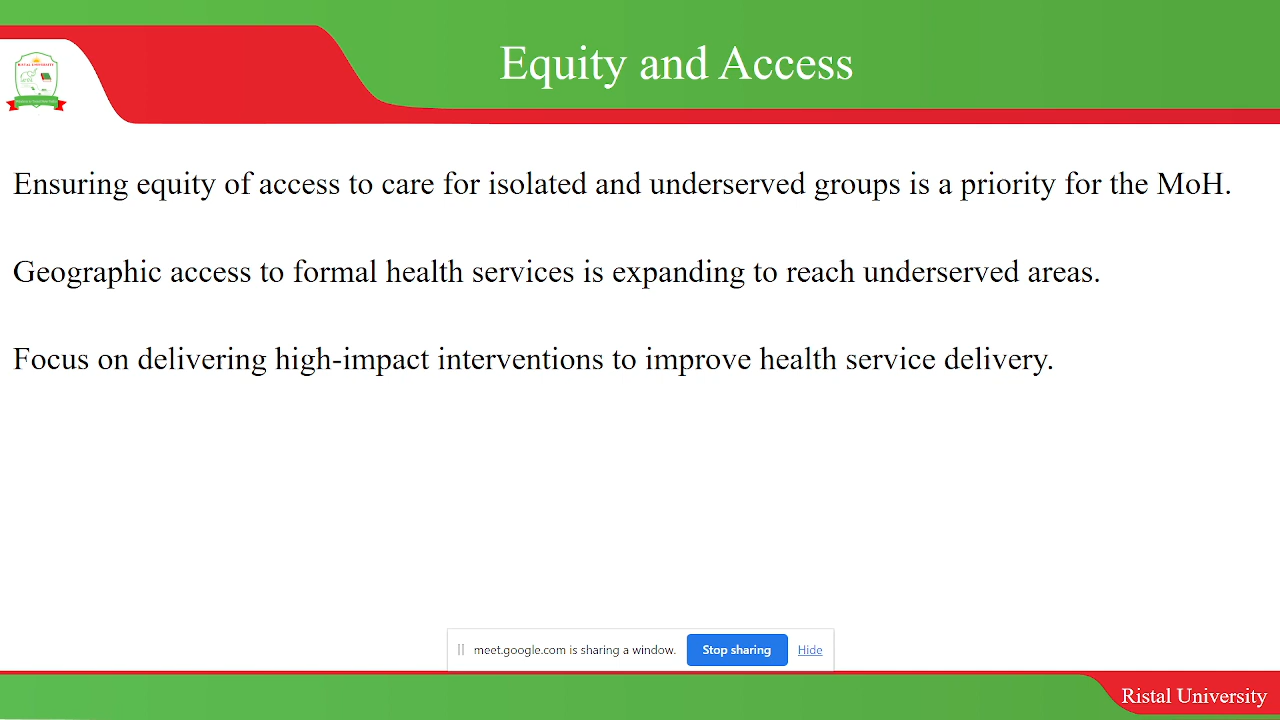 Equity and Access
RISTAL UNIVERSITY
Ensuring equity of access to care for isolated and underserved groups is a priority for the MoH.
Geographic access to formal health services is expanding to reach underserved areas.
Focus on delivering high-impact interventions to improve health service delivery.
meet.google.com is sharing a window.
Stop sharing
Hide
Ristal University